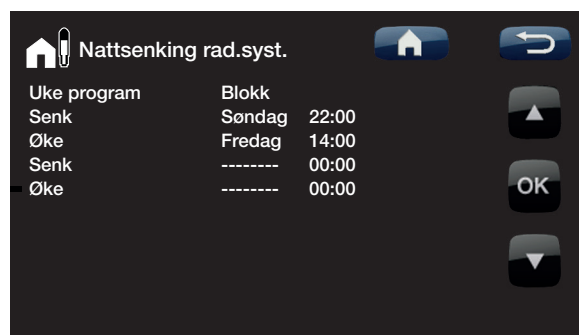 Nattsenking rad.syst.
Uke program Blokk
Senk Søndag 22:00
Øke Fredag 14:00
Senk -------- 00:00
Øke -------- 00:00
OK